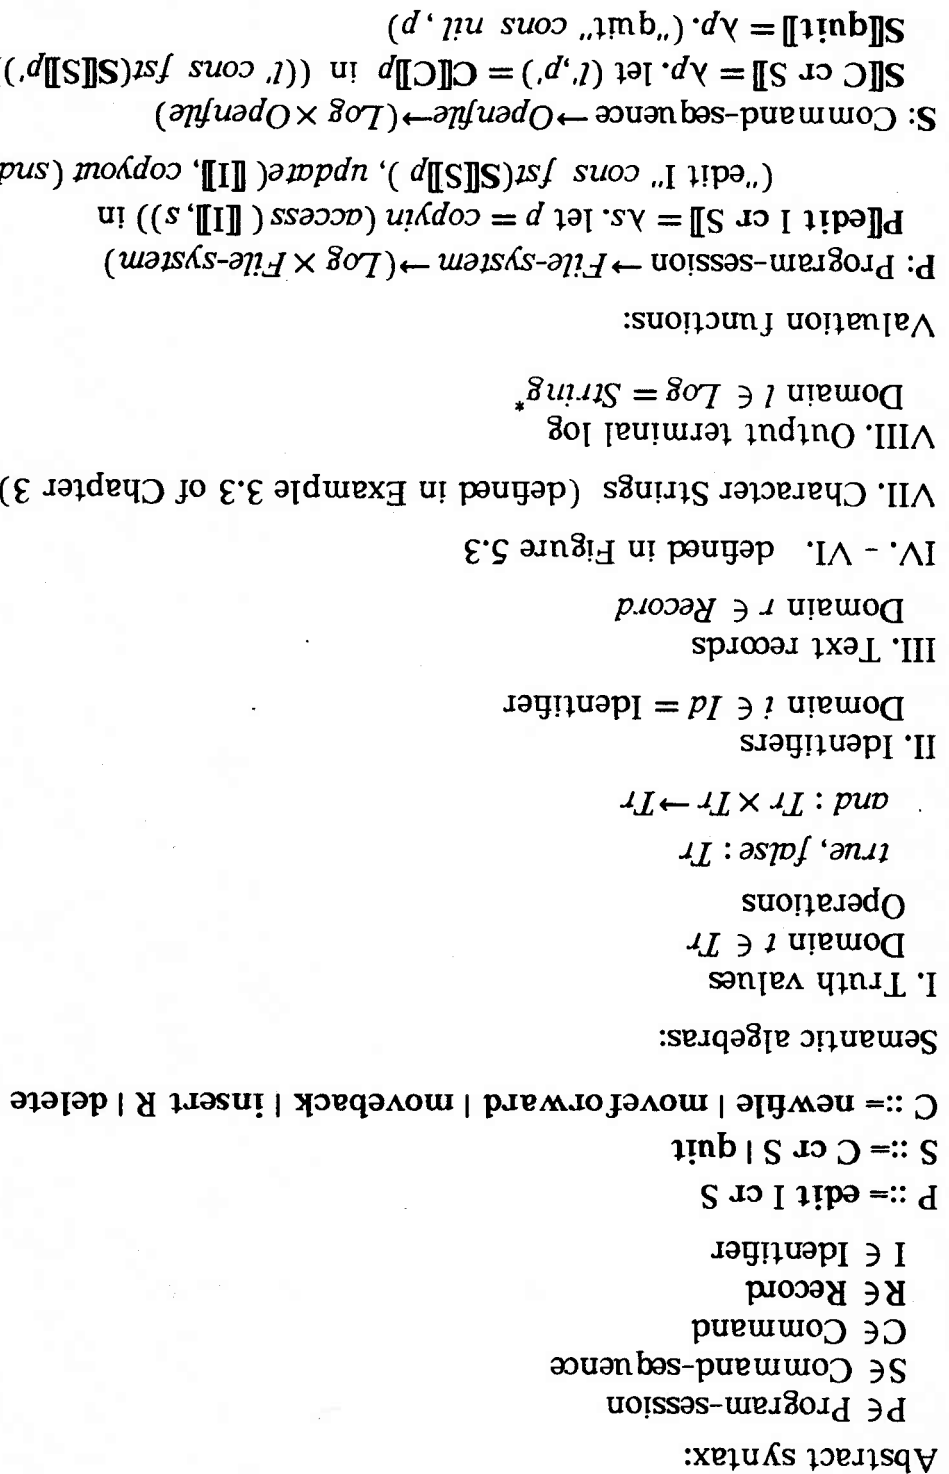 Abstract syntax:
P∈ Program-session
S∈ Command-sequence
C∈ Command
R∈ Record
I ∈ Identifier
P ::= edit I cr S
S ::= C cr S | quit
C ::= newfile | moveforward | moveback | insert R | delete
Semantic algebras:
I. Truth values
Domain t ∈ Tr
Operations
true, false : Tr
and : Tr × Tr → Tr
II. Identifiers
Domain i ∈ Id = Identifier
III. Text records
Domain r ∈ Record
IV. - VI. defined in Figure 5.3
VII. Character Strings (defined in Example 3.3 of Chapter 3)
VIII. Output terminal log
Domain l ∈ Log = String*
Valuation functions:
P: Program-session → File-system → (Log × File-system)
P⟦edit I cr S⟧ = λs. let p = copyin (access ( ⟦I⟧, s)) in
("edit I" cons fst(S⟦S⟧p ), update( ⟦I⟧, copyout (snd
S: Command-sequence → Openfile → (Log × Openfile)
S⟦C cr S⟧ = λp. let (l',p') = C⟦C⟧p in ((l' cons fst(S⟦S⟧p'))
S⟦quit⟧ = λp. ("quit" cons nil, p)